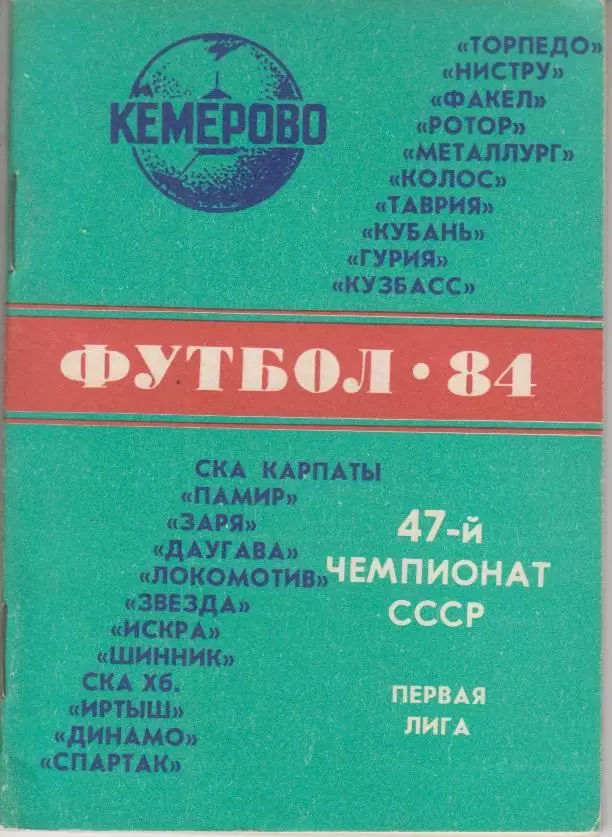 КЕМЕРОВО
«ТОРПЕДО»
«НИСТРУ»
«ФАКЕЛ»
«РОТОР»
«МЕТАЛЛУРГ»
«КОЛОС»
«ТАВРИЯ»
«КУБАНЬ»
«ГУРИЯ»
«КУЗБАСС»
ФУТБОЛ · 84
СКА КАРПАТЫ
«ПАМИР»
«ЗАРЯ»
«ДАУГАВА»
«ЛОКОМОТИВ»
«ЗВЕЗДА»
«ИСКРА»
«ШИННИК»
СКА Хб.
«ИРТЫШ»
«ДИНАМО»
«СПАРТАК»
47-й
ЧЕМПИОНАТ
СССР
ПЕРВАЯ
ЛИГА